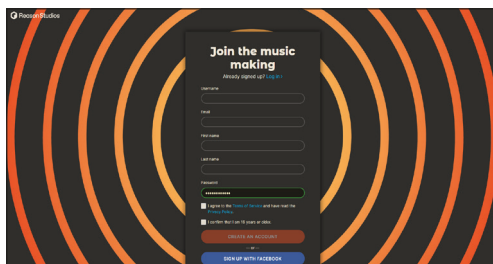 ReasonStudios
Join the music
making
Already signed up? Log in!
Username
Email
First name
Last name
Password
•••••••••••••
I agree to the Terms of Service and have read the
Privacy Policy.
I confirm that I am 16 years or older.
CREATE AN ACCOUNT
— or —
SIGN UP WITH FACEBOOK